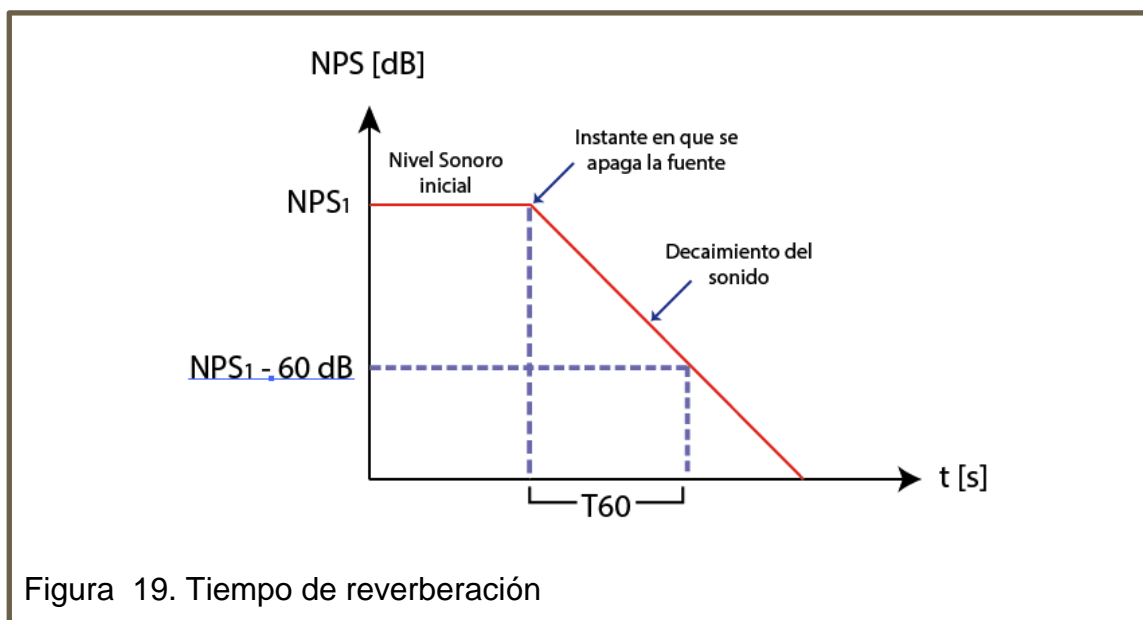 NPS [dB]
Instante en que se
apaga la fuente
Nivel Sonoro
inicial
NPS1
Decaimiento del
sonido
NPS1 - 60 dB
t [s]
T60
Figura 19. Tiempo de reverberación